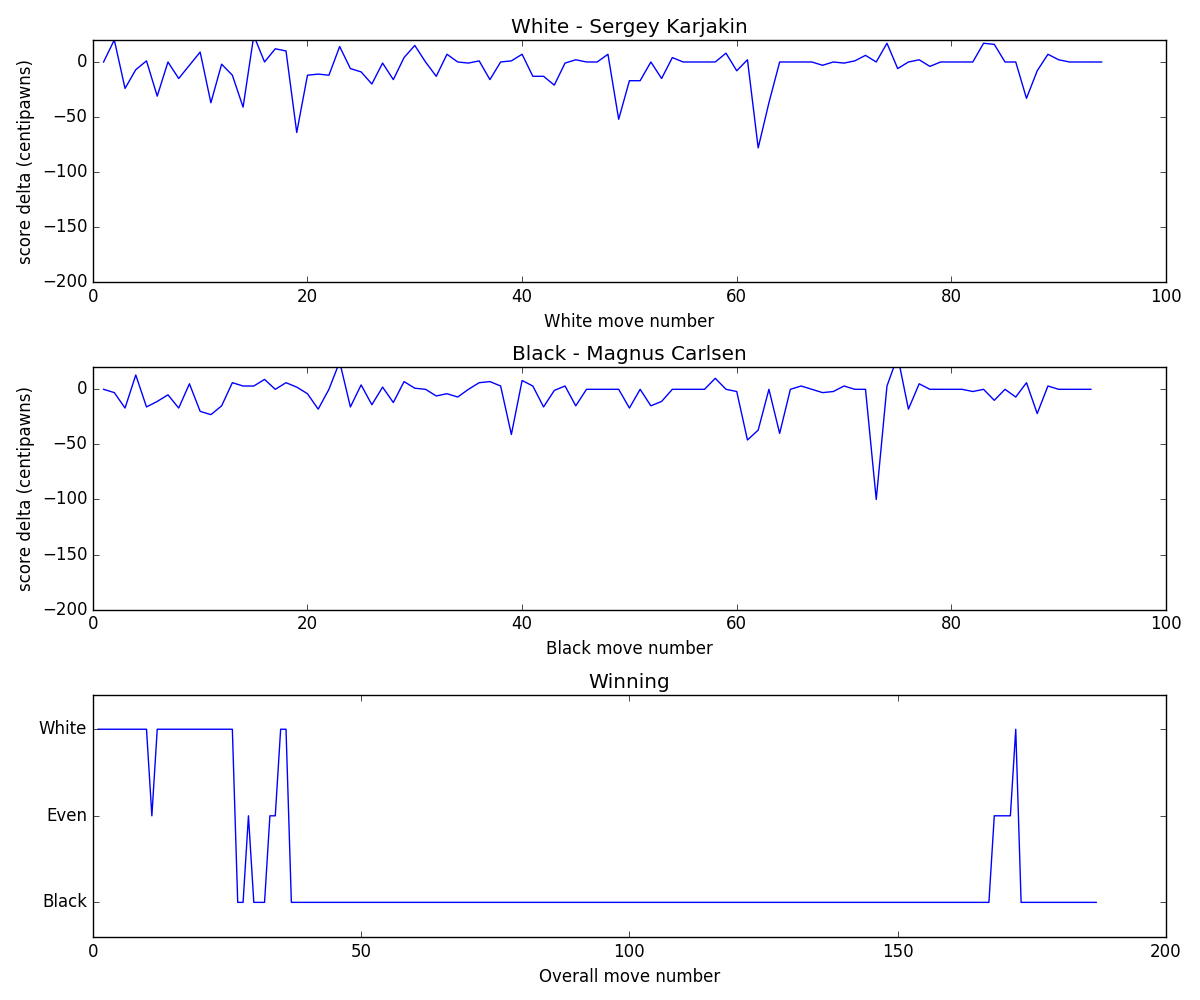 White - Sergey Karjakin
score delta (centipawns)
0
−50
−100
−150
−200
0 20 40 60 80 100
White move number
Black - Magnus Carlsen
score delta (centipawns)
0
−50
−100
−150
−200
0 20 40 60 80 100
Black move number
Winning
White
Even
Black
0 50 100 150 200
Overall move number